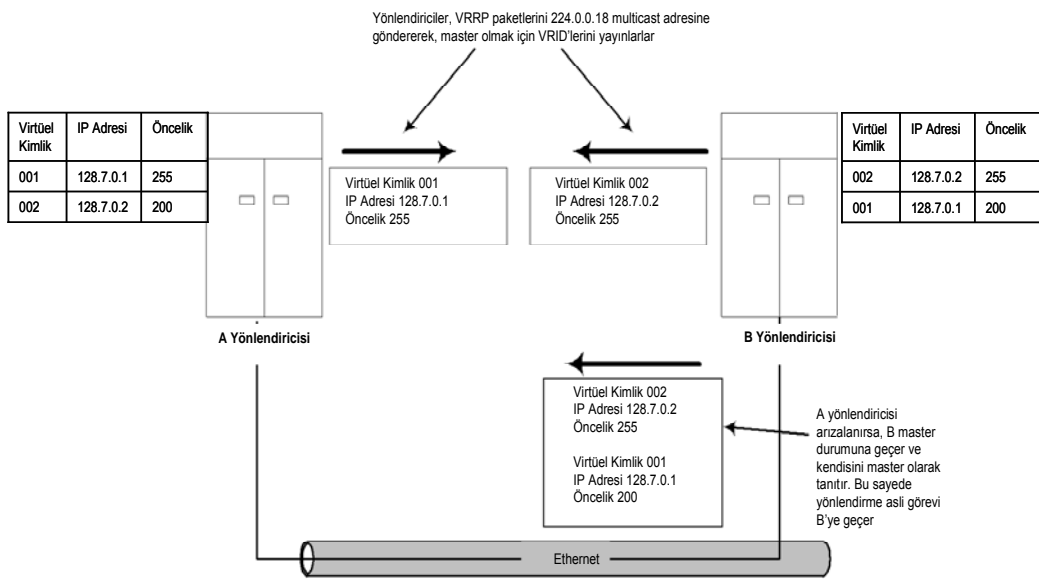 Yönlendiriciler, VRRP paketlerini 224.0.0.18 multicast adresine
göndererek, master olmak için VRID'lerini yayınlarlar
Virtüel Kimlik IP Adresi Öncelik
001 128.7.0.1 255
002 128.7.0.2 200
Virtüel Kimlik 001
IP Adresi 128.7.0.1
Öncelik 255
Virtüel Kimlik 002
IP Adresi 128.7.0.2
Öncelik 255
Virtüel Kimlik IP Adresi Öncelik
002 128.7.0.2 255
001 128.7.0.1 200
A Yönlendiricisi
B Yönlendiricisi
Virtüel Kimlik 002
IP Adresi 128.7.0.2
Öncelik 255
Virtüel Kimlik 001
IP Adresi 128.7.0.1
Öncelik 200
A yönlendiricisi
arızalanırsa, B master
durumuna geçer ve
kendisini master olarak
tanıtır. Bu sayede
yönlendirme asli görevi
B'ye geçer
Ethernet